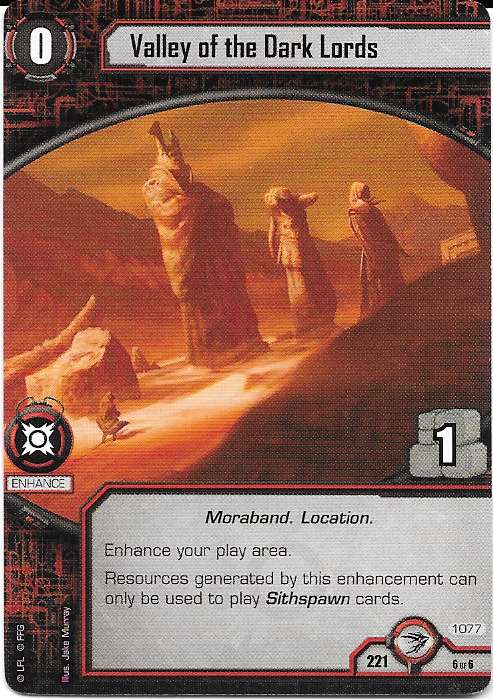 0
Valley of the Dark Lords
1
ENHANCE
Moraband. Location.
Enhance your play area.
Resources generated by this enhancement can
only be used to play Sithspawn cards.
© LFL © FFG
Illus. Jake Murray
1077
221
6 OF 6